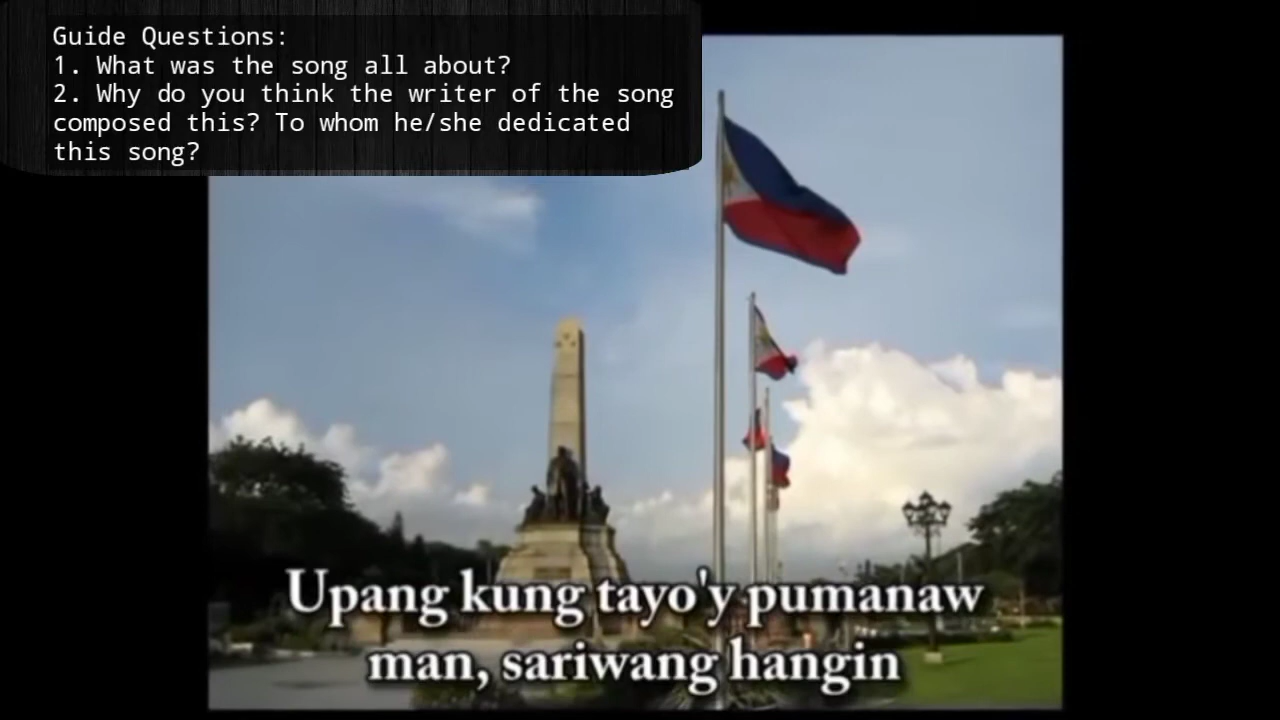 Guide Questions:
1. What was the song all about?
2. Why do you think the writer of the song
composed this? To whom he/she dedicated
this song?
Upang kung tayo'y pumanaw
man, sariwang hangin